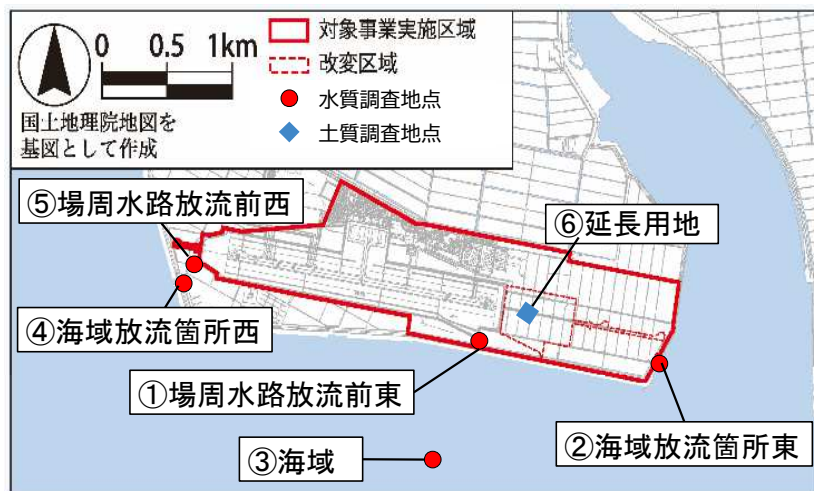 0 0.5 1km
国土地理院地図を
基図として作成
対象事業実施区域
改変区域
水質調査地点
土質調査地点
⑤場周水路放流前西
⑥延長用地
④海域放流箇所西
①場周水路放流前東
②海域放流箇所東
③海域